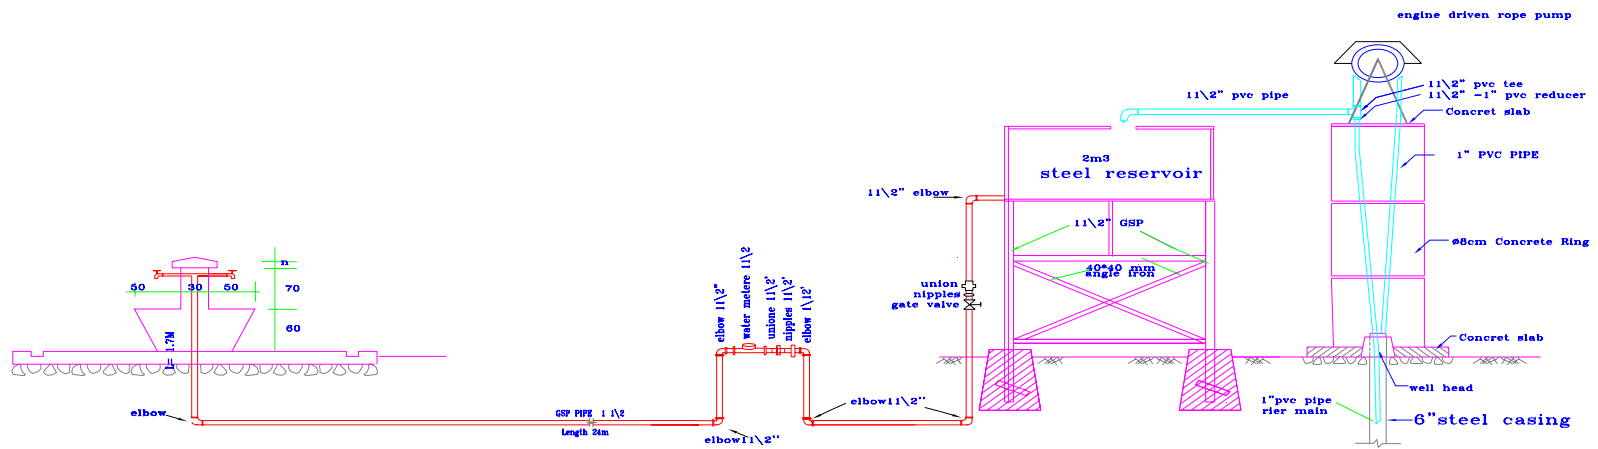 engine driven rope pump
11\2" pvc tee
11\2" -1" pvc reducer
11\2" pvc pipe
Concret slab
2m3
steel reservoir
1" PVC PIPE
11\2" elbow
11\2" GSP
ø8cm Concrete Ring
40*40 mm
angle iron
union
nipples
gate valve
n
70
50 30 50
60
L= 1.7M
elbow 11\2"
water metere 11\2
unione 11\2'
nipples 11\2'
elbow 1\12'
Concret slab
well head
1"pvc pipe
rier main
6"steel casing
elbow
GSP PIPE 1 1\2
Length 24m
elbow11\2"
elbow11\2"